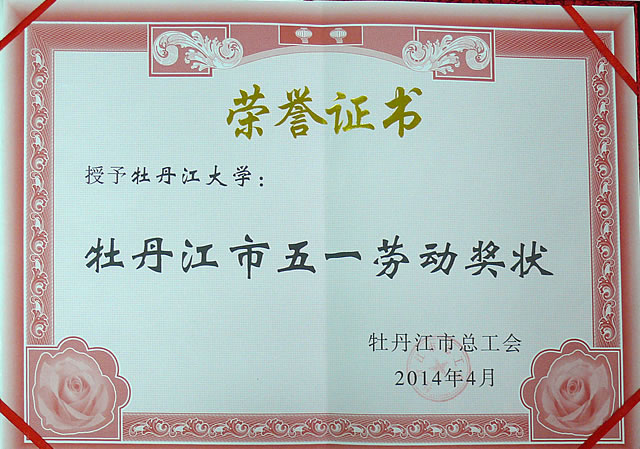 荣誉证书
授予牡丹江大学：
牡丹江市五一劳动奖状
牡丹江市总工会
2014年4月